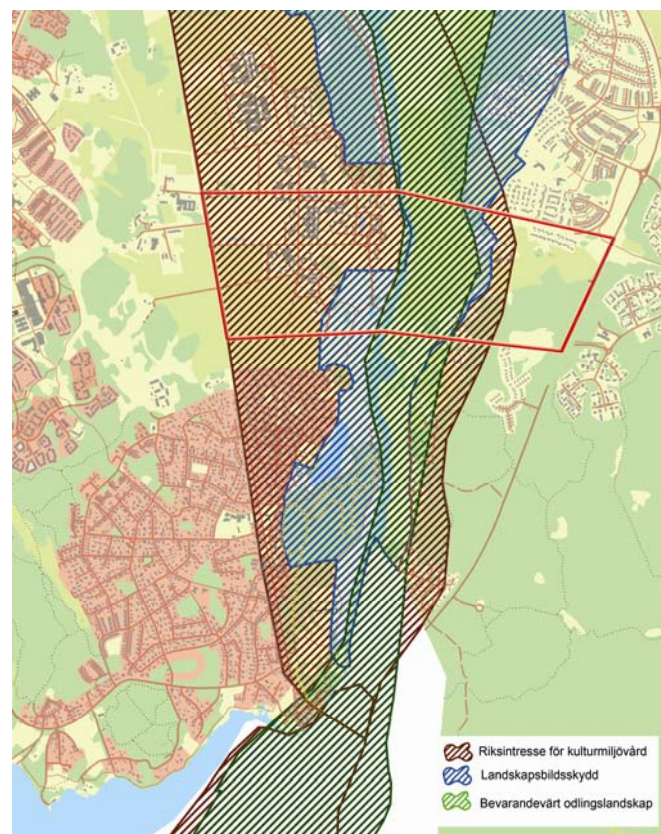 Riksintresse för kulturmiljövård
Landskapsbildsskydd
Bevarandevärt odlingslandskap